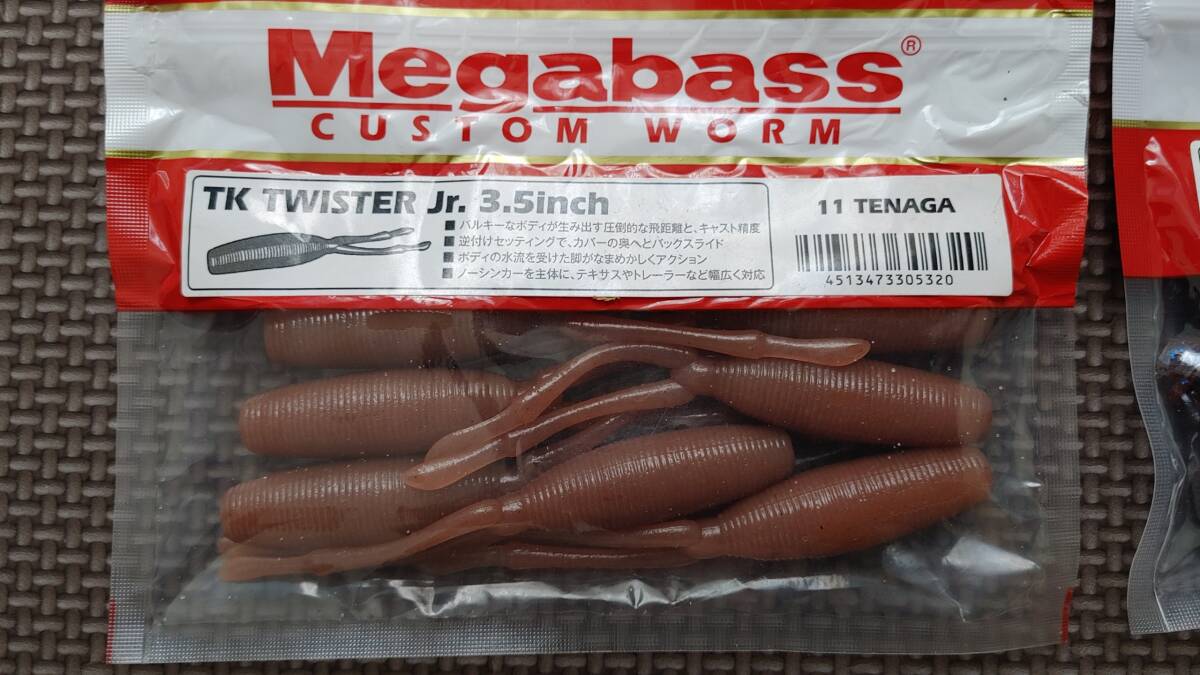 Megabass®
CUSTOM WORM
TK TWISTER Jr. 3.5inch
■ バルキーなボディが生み出す圧倒的な飛距離と、キャスト精度
■ 逆付けセッティングで、カバーの奥へとバックスライド
■ ボディの水流を受けた脚がなまめかしくアクション
■ ノーシンカーを主体に、テキサスやトレーラーなど幅広く対応
11 TENAGA
4513473305320